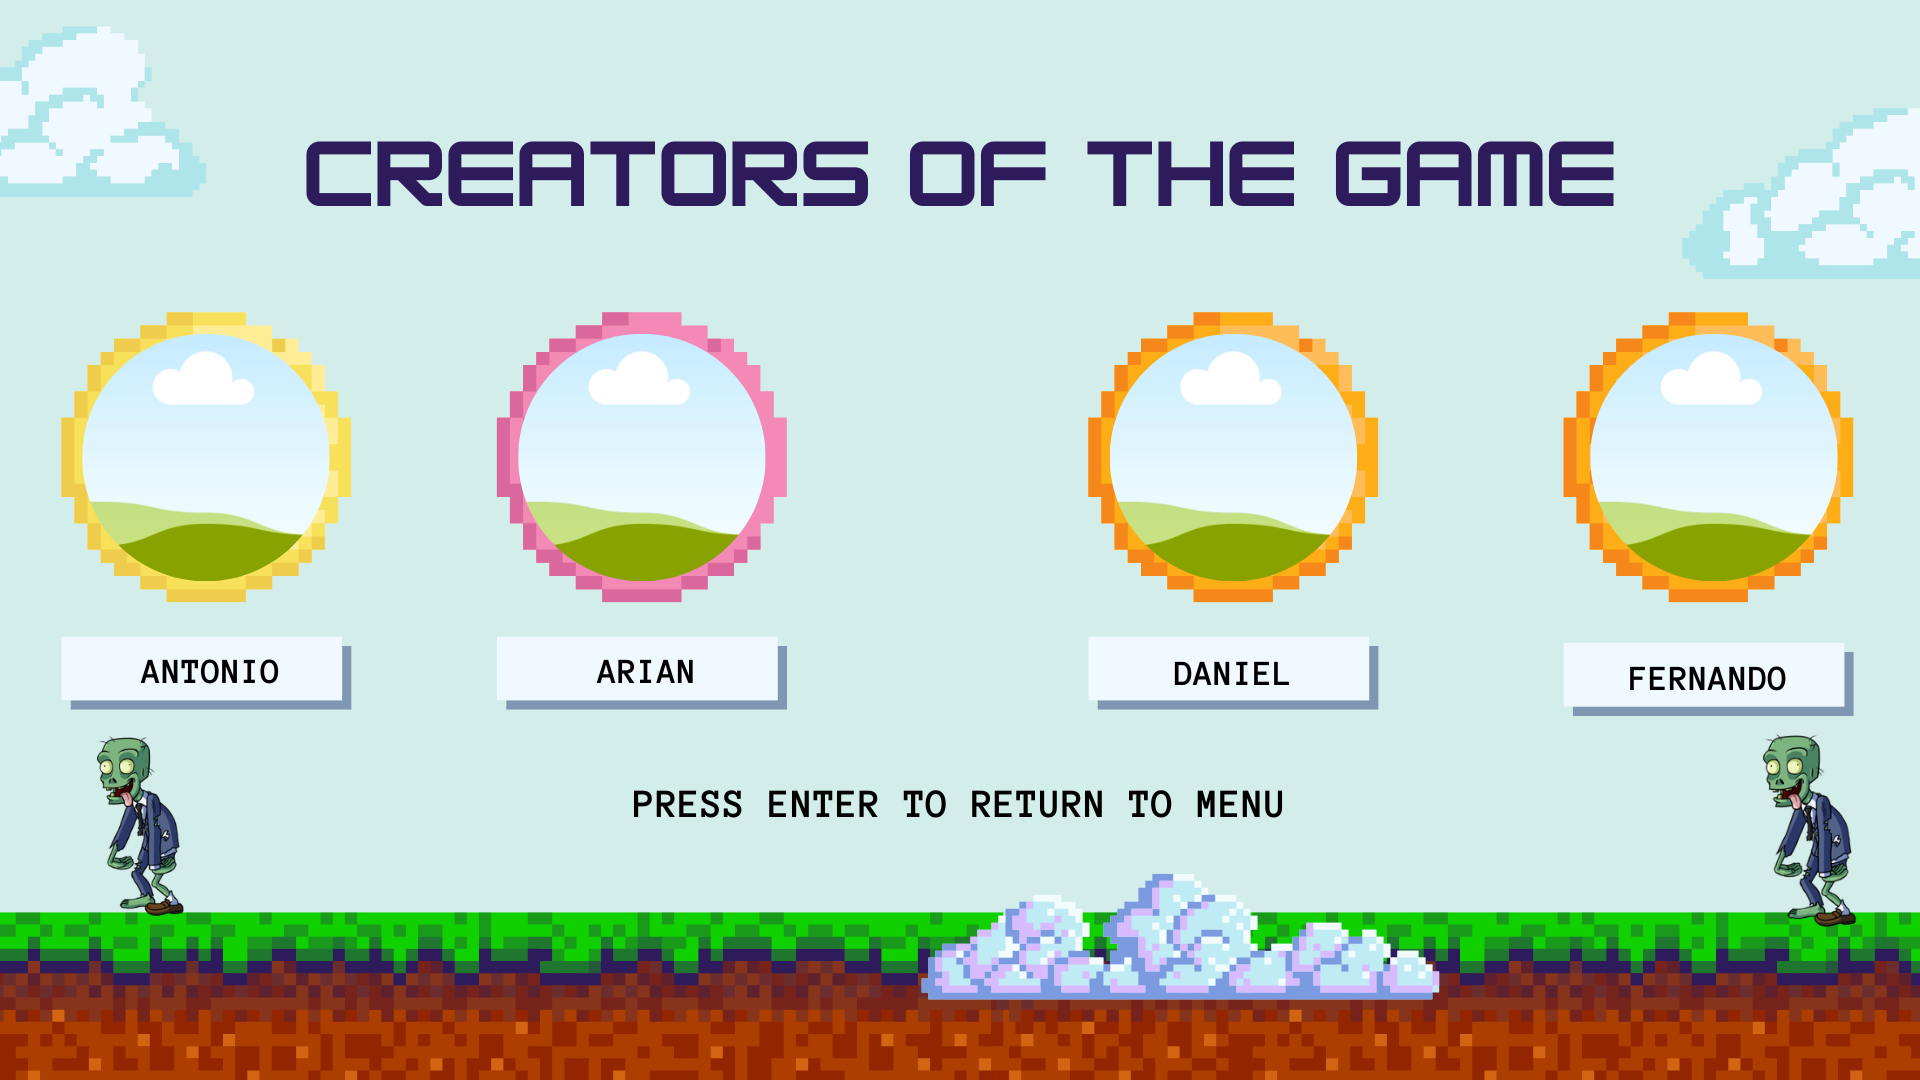 CREATORS OF THE GAME
ANTONIO
ARIAN
DANIEL
FERNANDO
PRESS ENTER TO RETURN TO MENU